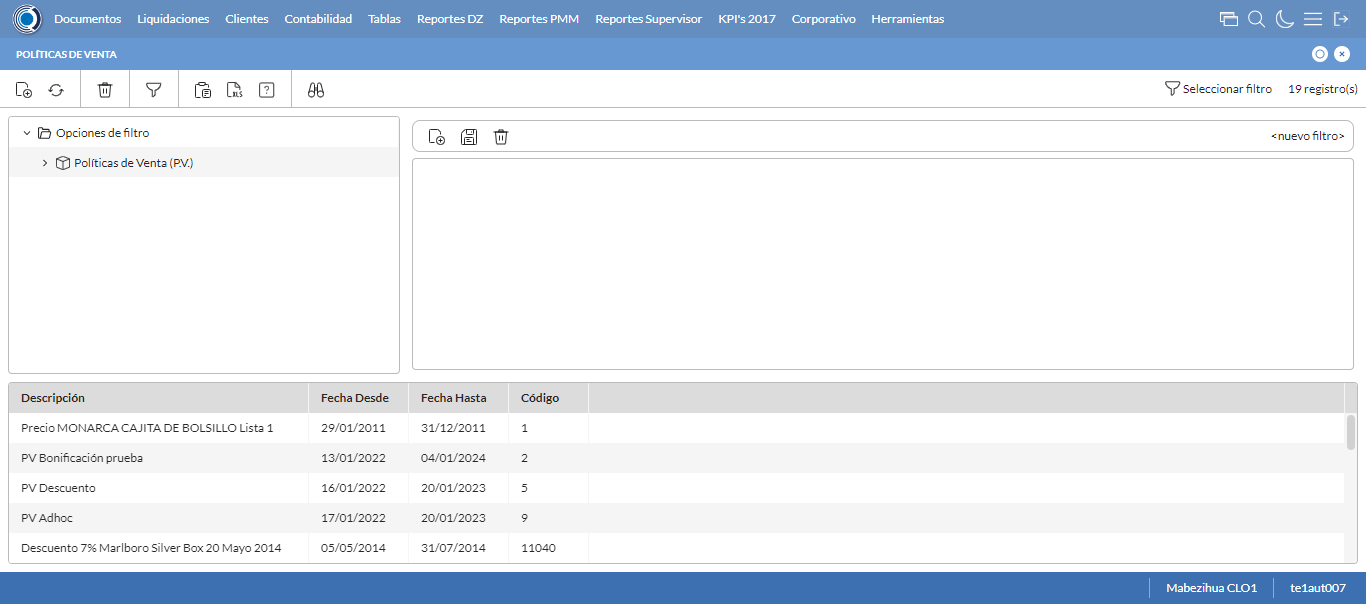 Documentos Liquidaciones Clientes Contabilidad Tablas Reportes DZ Reportes PMM Reportes Supervisor KPI's 2017 Corporativo Herramientas
POLÍTICAS DE VENTA
XLS ? Seleccionar filtro 19 registro(s)
Opciones de filtro
Políticas de Venta (P.V.)
<nuevo filtro>
Descripción Fecha Desde Fecha Hasta Código
Precio MONARCA CAJITA DE BOLSILLO Lista 1 29/01/2011 31/12/2011 1
PV Bonificación prueba 13/01/2022 04/01/2024 2
PV Descuento 16/01/2022 20/01/2023 5
PV Adhoc 17/01/2022 20/01/2023 9
Descuento 7% Marlboro Silver Box 20 Mayo 2014 05/05/2014 31/07/2014 11040
Mabezihua CLO1 te1aut007